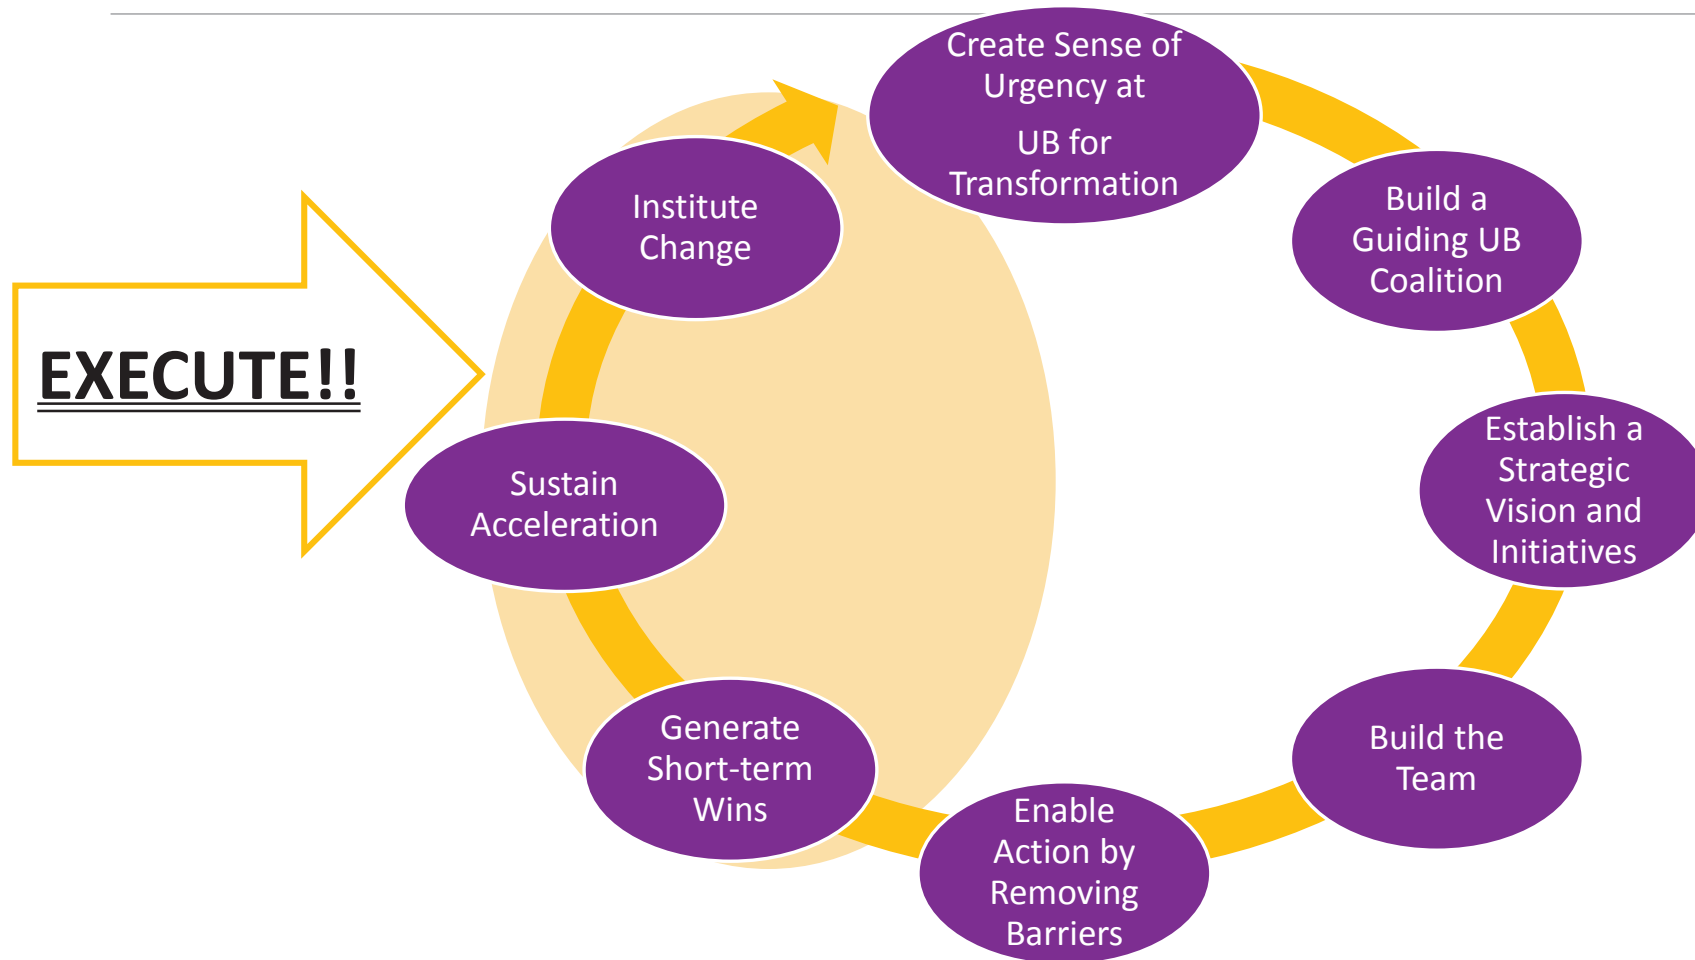 Create Sense of
Urgency at
UB for
Transformation
Build a
Guiding UB
Coalition
Establish a
Strategic
Vision and
Initiatives
Build the
Team
Enable
Action by
Removing
Barriers
Generate
Short-term
Wins
Sustain
Acceleration
Institute
Change
EXECUTE!!